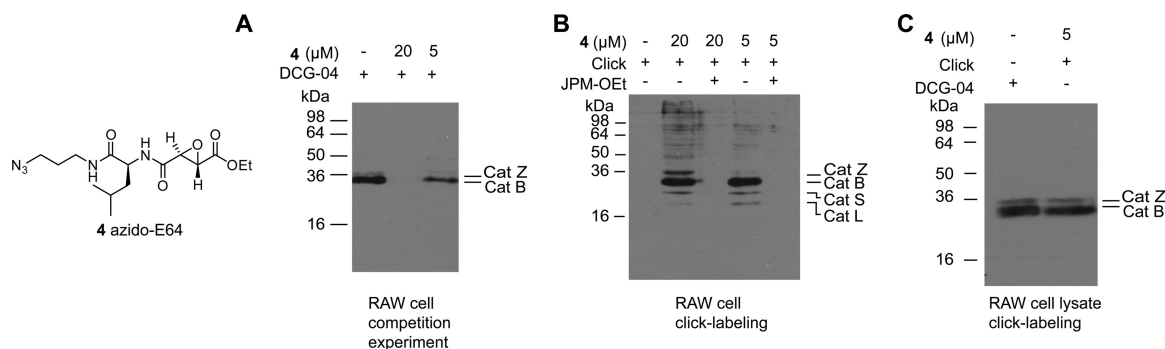 A
4 (μM) - 20 5
DCG-04 + + +
kDa
98
64
50
36
16
Cat Z
Cat B
RAW cell
competition
experiment
N3
O
N
H
H
N
O
H
O
H
O
OEt
4 azido-E64
B
4 (μM) - 20 20 5 5
Click + + + + +
JPM-OEt - - + - +
kDa
98
64
50
36
16
Cat Z
Cat B
Cat S
Cat L
RAW cell
click-labeling
C
4 (μM) - 5
Click - +
DCG-04 + -
kDa
98
64
50
36
16
Cat Z
Cat B
RAW cell lysate
click-labeling